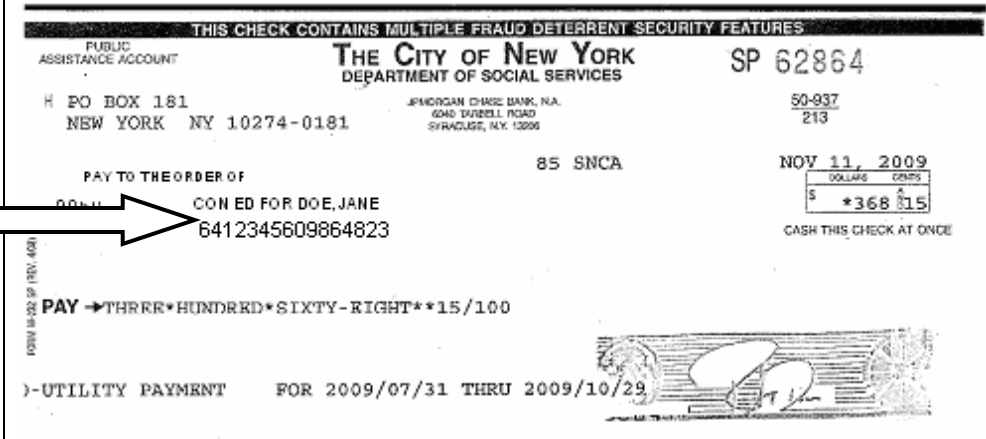 THIS CHECK CONTAINS MULTIPLE FRAUD DETERRENT SECURITY FEATURES
PUBLIC
ASSISTANCE ACCOUNT
THE CITY OF NEW YORK
DEPARTMENT OF SOCIAL SERVICES
SP 62864
H PO BOX 181
NEW YORK NY 10274-0181
JPMORGAN CHASE BANK, N.A.
6040 TARBELL ROAD
SYRACUSE, N.Y. 13206
50-937
213
85 SNCA
NOV 11, 2009
PAY TO THE ORDER OF
DOLLARS CENTS
$ *368 15
CON ED FOR DOE, JANE
6412345609864823
CASH THIS CHECK AT ONCE
PAY THREE*HUNDRED*SIXTY-EIGHT**15/100
-UTILITY PAYMENT FOR 2009/07/31 THRU 2009/10/29